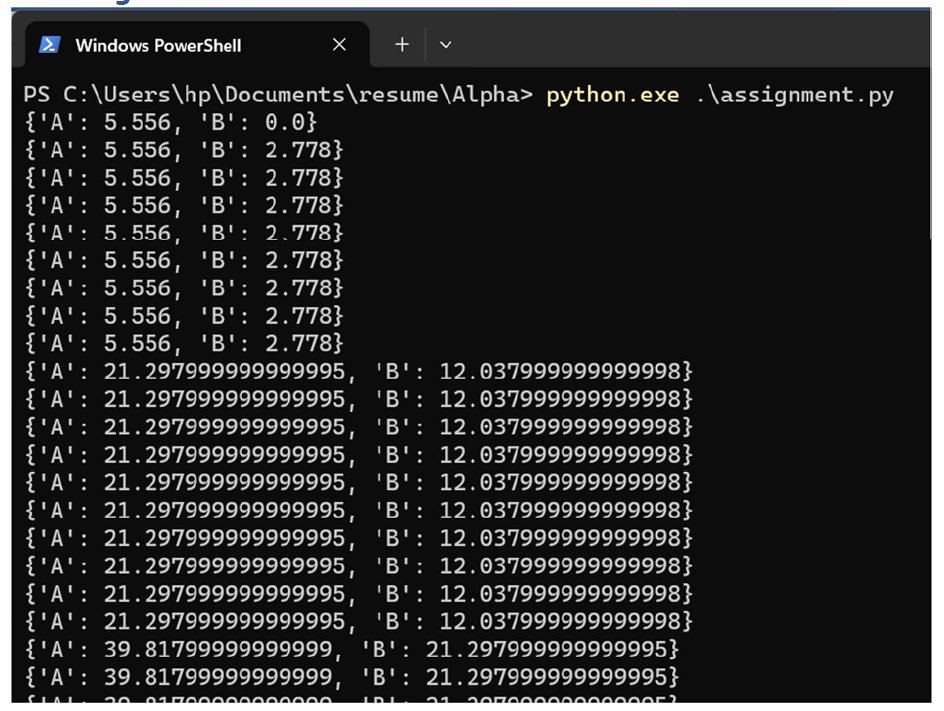 Windows PowerShell
PS C:\Users\hp\Documents\resume\Alpha> python.exe .\assignment.py
{'A': 5.556, 'B': 0.0}
{'A': 5.556, 'B': 2.778}
{'A': 5.556, 'B': 2.778}
{'A': 5.556, 'B': 2.778}
{'A': 5.556, 'B': 2.778}
{'A': 5.556, 'B': 2.778}
{'A': 5.556, 'B': 2.778}
{'A': 5.556, 'B': 2.778}
{'A': 5.556, 'B': 2.778}
{'A': 21.297999999999995, 'B': 12.037999999999998}
{'A': 21.297999999999995, 'B': 12.037999999999998}
{'A': 21.297999999999995, 'B': 12.037999999999998}
{'A': 21.297999999999995, 'B': 12.037999999999998}
{'A': 21.297999999999995, 'B': 12.037999999999998}
{'A': 21.297999999999995, 'B': 12.037999999999998}
{'A': 21.297999999999995, 'B': 12.037999999999998}
{'A': 21.297999999999995, 'B': 12.037999999999998}
{'A': 21.297999999999995, 'B': 12.037999999999998}
{'A': 21.297999999999995, 'B': 12.037999999999998}
{'A': 39.81799999999999, 'B': 21.297999999999995}
{'A': 39.81799999999999, 'B': 21.297999999999995}